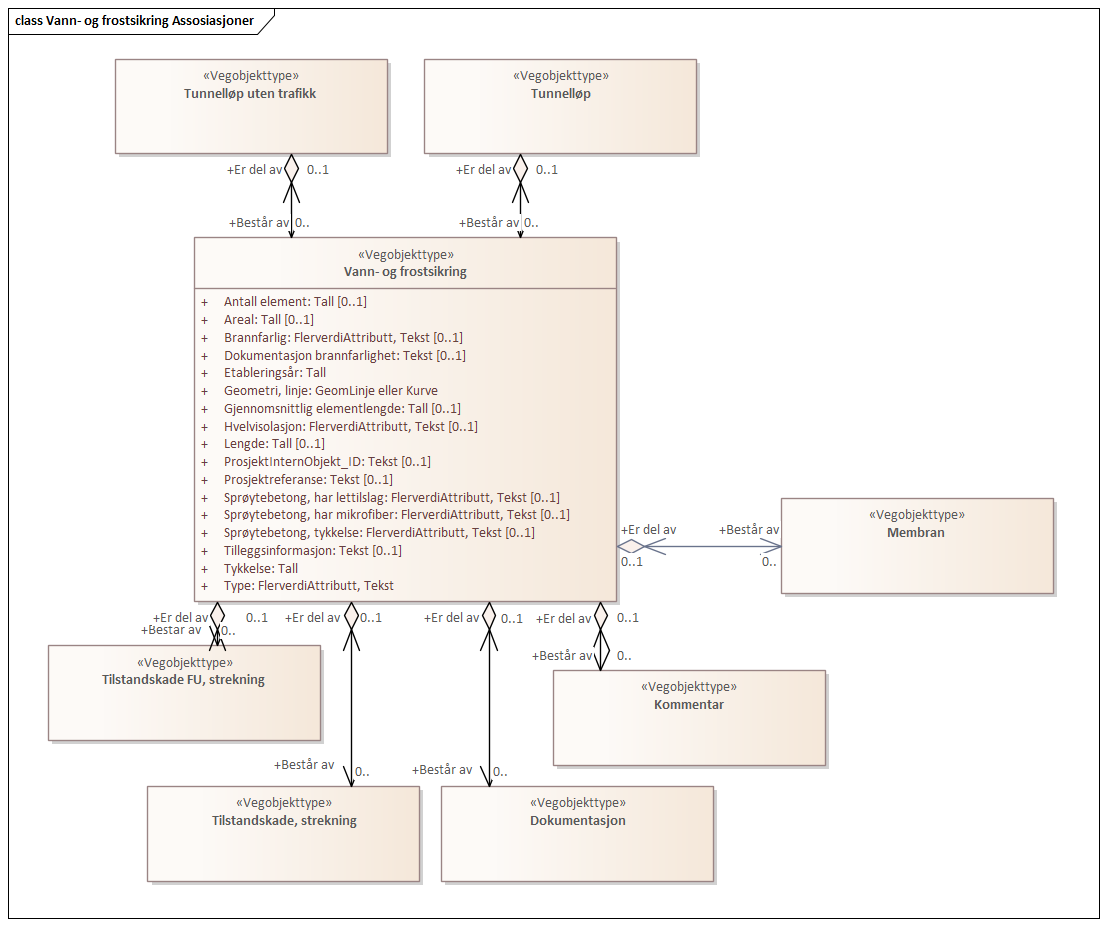 class Vann- og frostsikring Assosiasjoner
«Vegobjekttype»
Tunnelløp uten trafikk
«Vegobjekttype»
Tunnelløp
+Er del av
0..1
+Er del av
0..1
+Består av
0..
+Består av
0..
«Vegobjekttype»
Vann- og frostsikring
+ Antall element: Tall [0..1]
+ Areal: Tall [0..1]
+ Brannfarlig: FlerverdiAttributt, Tekst [0..1]
+ Dokumentasjon brannfarlighet: Tekst [0..1]
+ Etableringsår: Tall
+ Geometri, linje: GeomLinje eller Kurve
+ Gjennomsnittlig elementlengde: Tall [0..1]
+ Hvelvisolasjon: FlerverdiAttributt, Tekst [0..1]
+ Lengde: Tall [0..1]
+ ProsjektInternObjekt_ID: Tekst [0..1]
+ Prosjektreferanse: Tekst [0..1]
+ Sprøytebetong, har lettilslag: FlerverdiAttributt, Tekst [0..1]
+ Sprøytebetong, har mikrofiber: FlerverdiAttributt, Tekst [0..1]
+ Sprøytebetong, tykkelse: FlerverdiAttributt, Tekst [0..1]
+ Tilleggsinformasjon: Tekst [0..1]
+ Tykkelse: Tall
+ Type: FlerverdiAttributt, Tekst
+Er del av
0..1
+Består av
0..
«Vegobjekttype»
Membran
+Er del av
0..1
+Består av
0..
+Er del av
0..1
+Er del av
0..1
+Er del av
0..1
+Består av
0..
«Vegobjekttype»
Tilstandskade FU, strekning
«Vegobjekttype»
Kommentar
+Består av
0..
+Består av
0..
«Vegobjekttype»
Tilstandskade, strekning
«Vegobjekttype»
Dokumentasjon